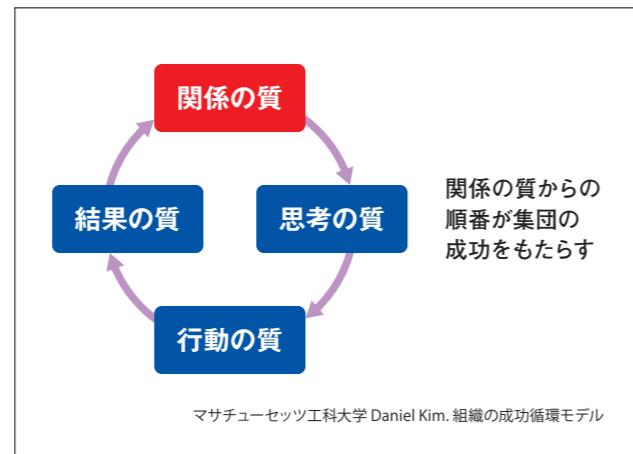 関係の質
結果の質
思考の質
行動の質
関係の質からの
順番が集団の
成功をもたらす
マサチューセッツ工科大学 Daniel Kim. 組織の成功循環モデル